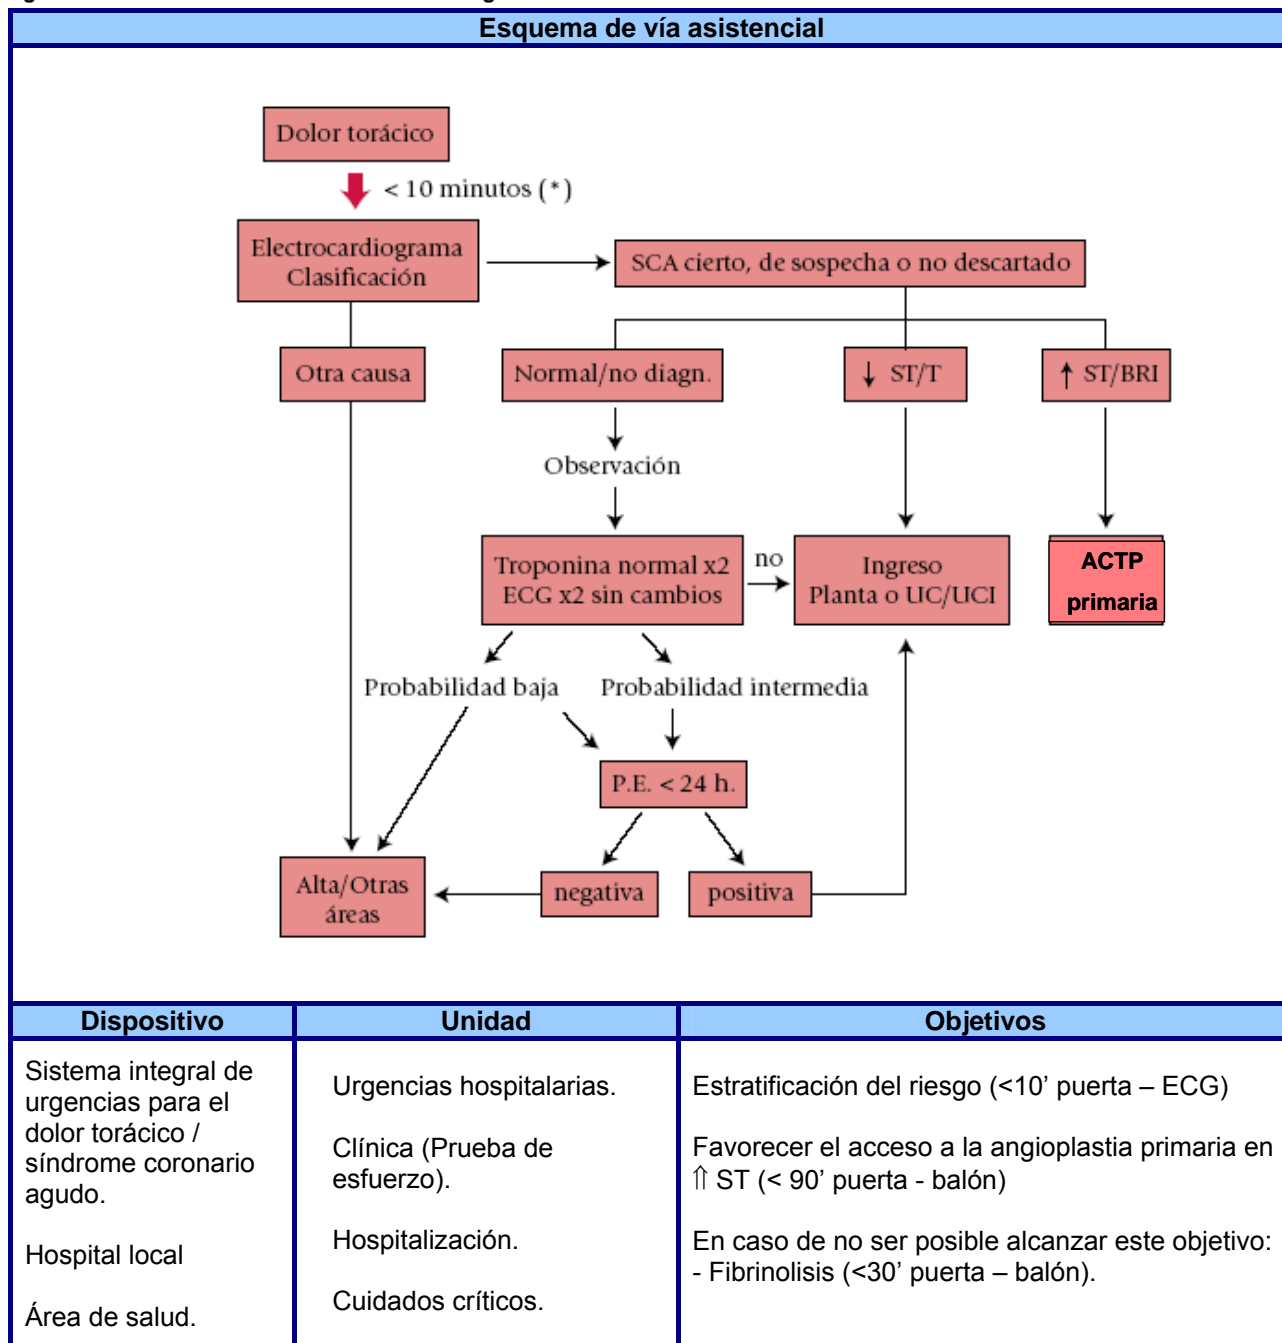 Esquema de vía asistencial
Dolor torácico
< 10 minutos (*)
Electrocardiograma
Clasificación
SCA cierto, de sospecha o no descartado
Otra causa
Normal/no diagn.
↓ ST/T
↑ ST/BRI
Observación
Troponina normal x2
ECG x2 sin cambios
no
Ingreso
Planta o UC/UCI
ACTP
primaria
Probabilidad baja
Probabilidad intermedia
P.E. < 24 h.
Alta/Otras
áreas
negativa
positiva
Dispositivo
Sistema integral de
urgencias para el
dolor torácico /
síndrome coronario
agudo.
Hospital local
Área de salud.
Unidad
Urgencias hospitalarias.
Clínica (Prueba de
esfuerzo).
Hospitalización.
Cuidados críticos.
Objetivos
Estratificación del riesgo (<10’ puerta – ECG)
Favorecer el acceso a la angioplastia primaria en
⇑ ST (< 90’ puerta - balón)
En caso de no ser posible alcanzar este objetivo:
- Fibrinolisis (<30’ puerta – balón).